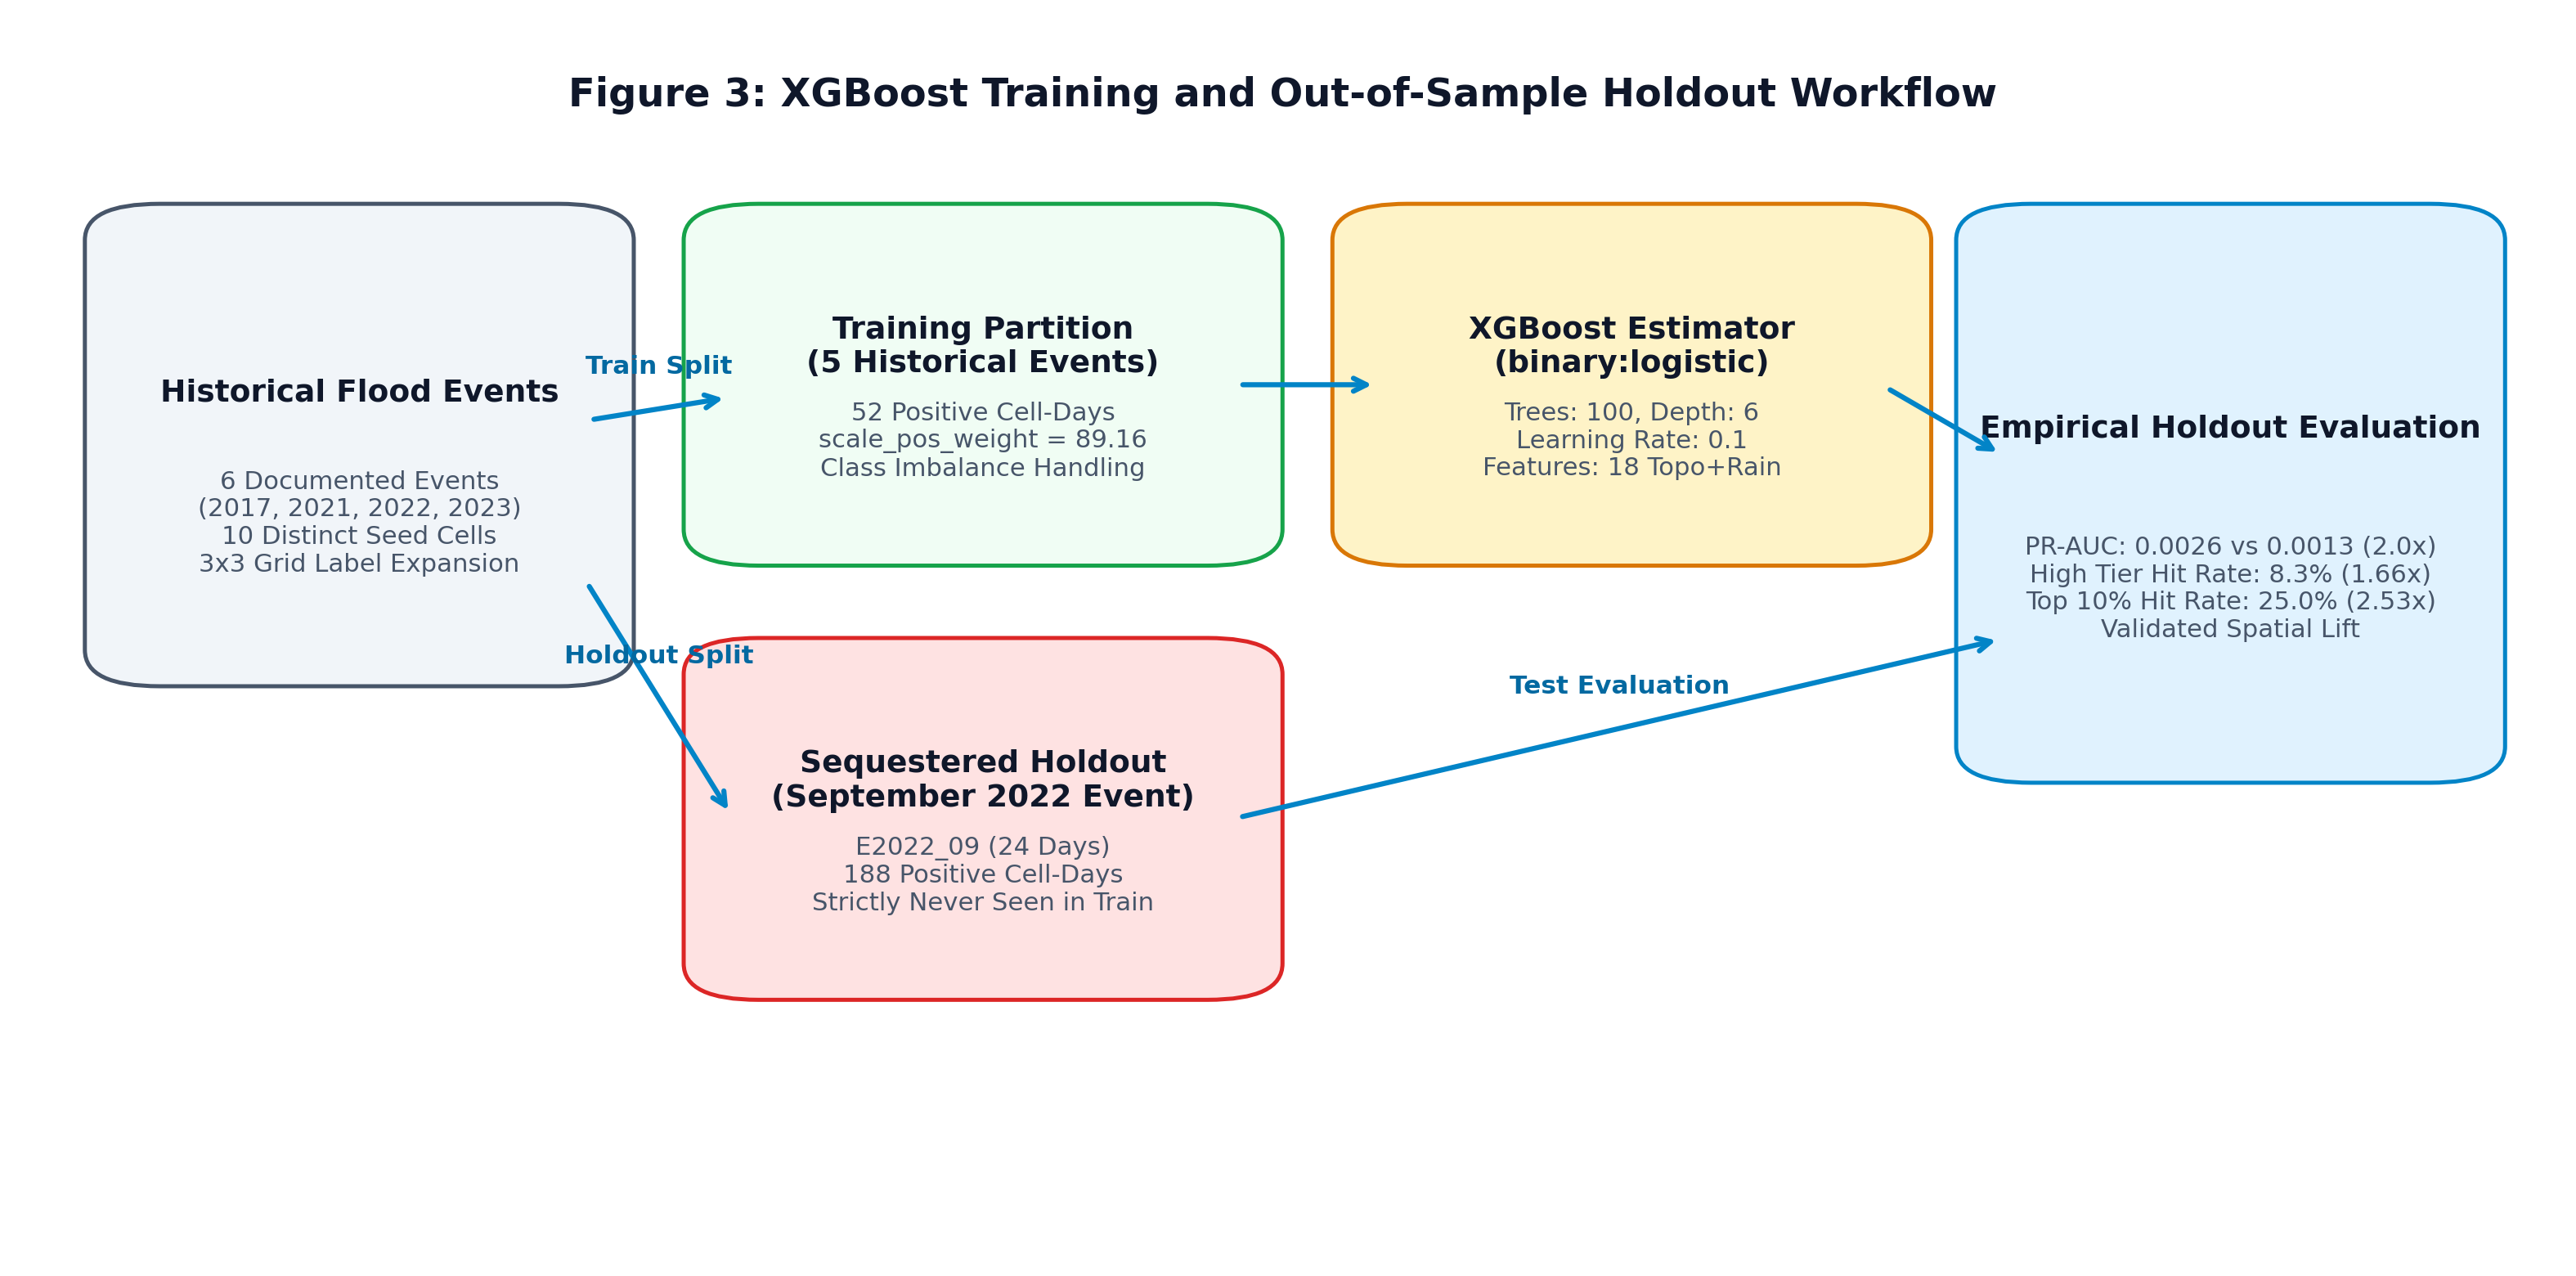 Figure 3: XGBoost Training and Out-of-Sample Holdout Workflow
Historical Flood Events
6 Documented Events
(2017, 2021, 2022, 2023)
10 Distinct Seed Cells
3x3 Grid Label Expansion
Train Split
Holdout Split
Training Partition
(5 Historical Events)
52 Positive Cell-Days
scale_pos_weight = 89.16
Class Imbalance Handling
Sequestered Holdout
(September 2022 Event)
E2022_09 (24 Days)
188 Positive Cell-Days
Strictly Never Seen in Train
XGBoost Estimator
(binary:logistic)
Trees: 100, Depth: 6
Learning Rate: 0.1
Features: 18 Topo+Rain
Test Evaluation
Empirical Holdout Evaluation
PR-AUC: 0.0026 vs 0.0013 (2.0x)
High Tier Hit Rate: 8.3% (1.66x)
Top 10% Hit Rate: 25.0% (2.53x)
Validated Spatial Lift